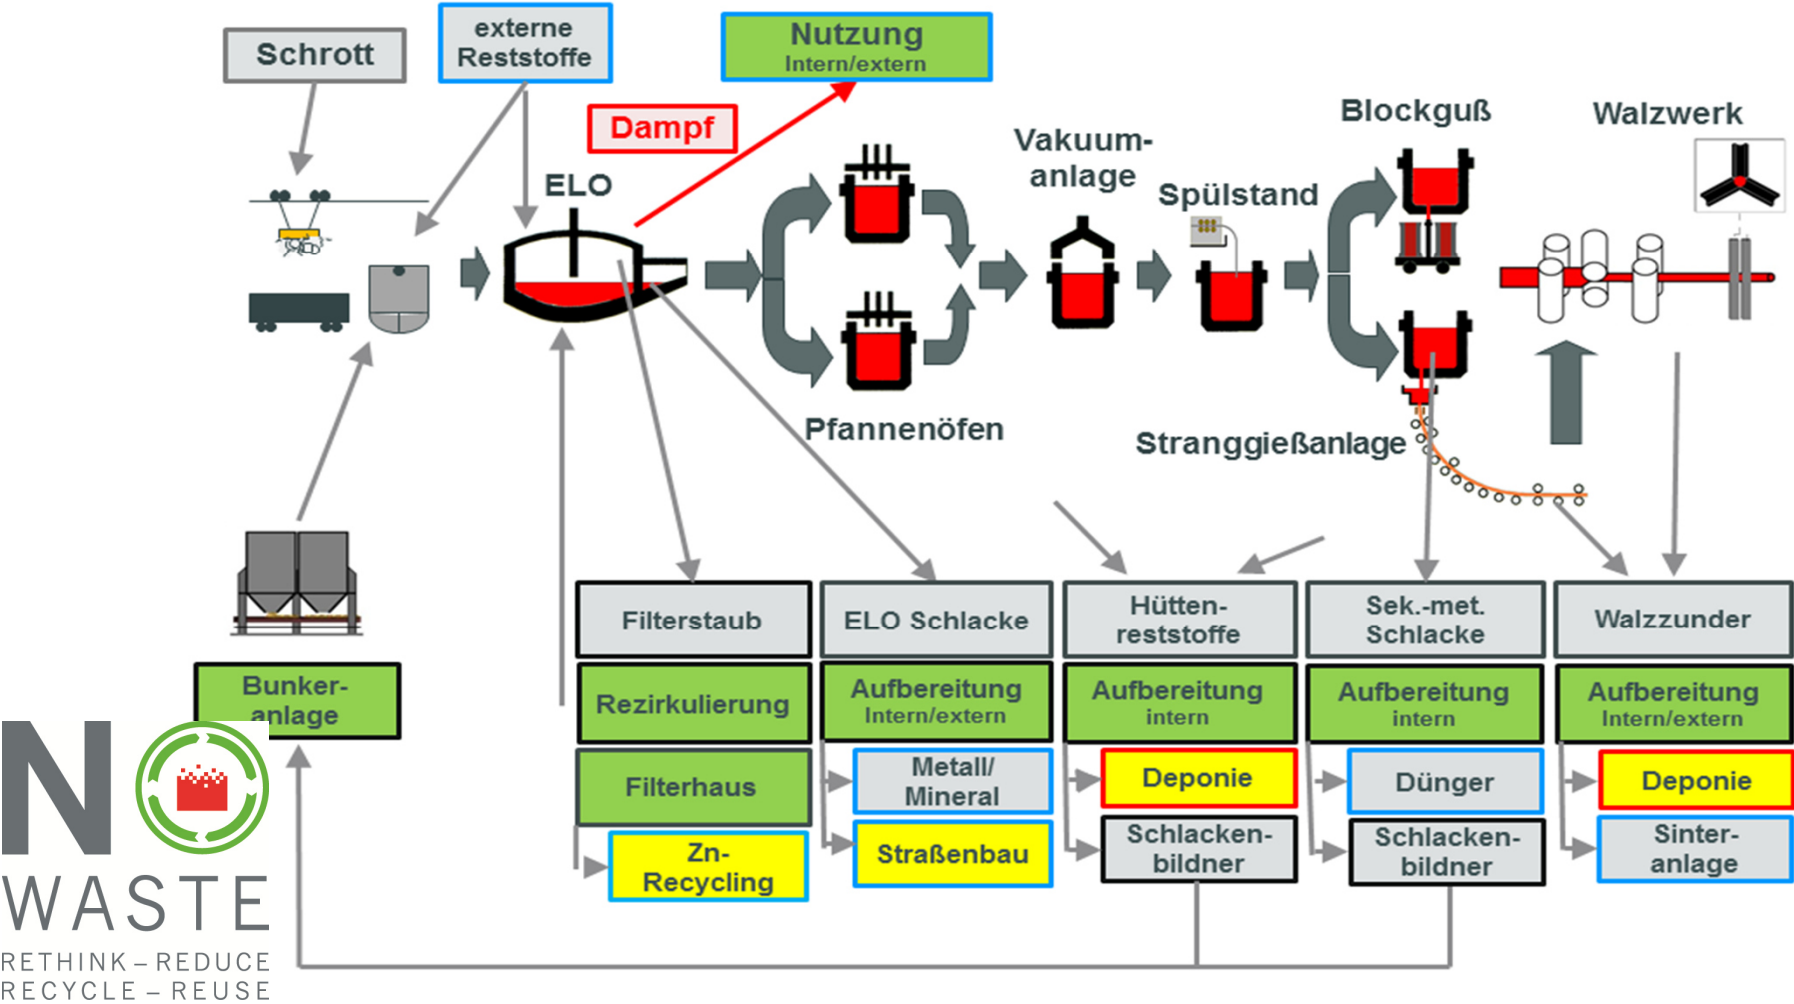 Schrott
externe
Reststoffe
Nutzung
Intern/extern
Dampf
ELO
Vakuum-
anlage
Spülstand
Blockguß
Walzwerk
Pfannenöfen
Stranggießanlage
Bunker-
anlage
Filterstaub
Rezirkulierung
Filterhaus
Zn-
Recycling
ELO Schlacke
Aufbereitung
Intern/extern
Metall/
Mineral
Straßenbau
Hütten-
reststoffe
Aufbereitung
intern
Deponie
Schlacken-
bildner
Sek.-met.
Schlacke
Aufbereitung
intern
Dünger
Schlacken-
bildner
Walzzunder
Aufbereitung
Intern/extern
Deponie
Sinter-
anlage
NO
WASTE
RETHINK – REDUCE
RECYCLE – REUSE